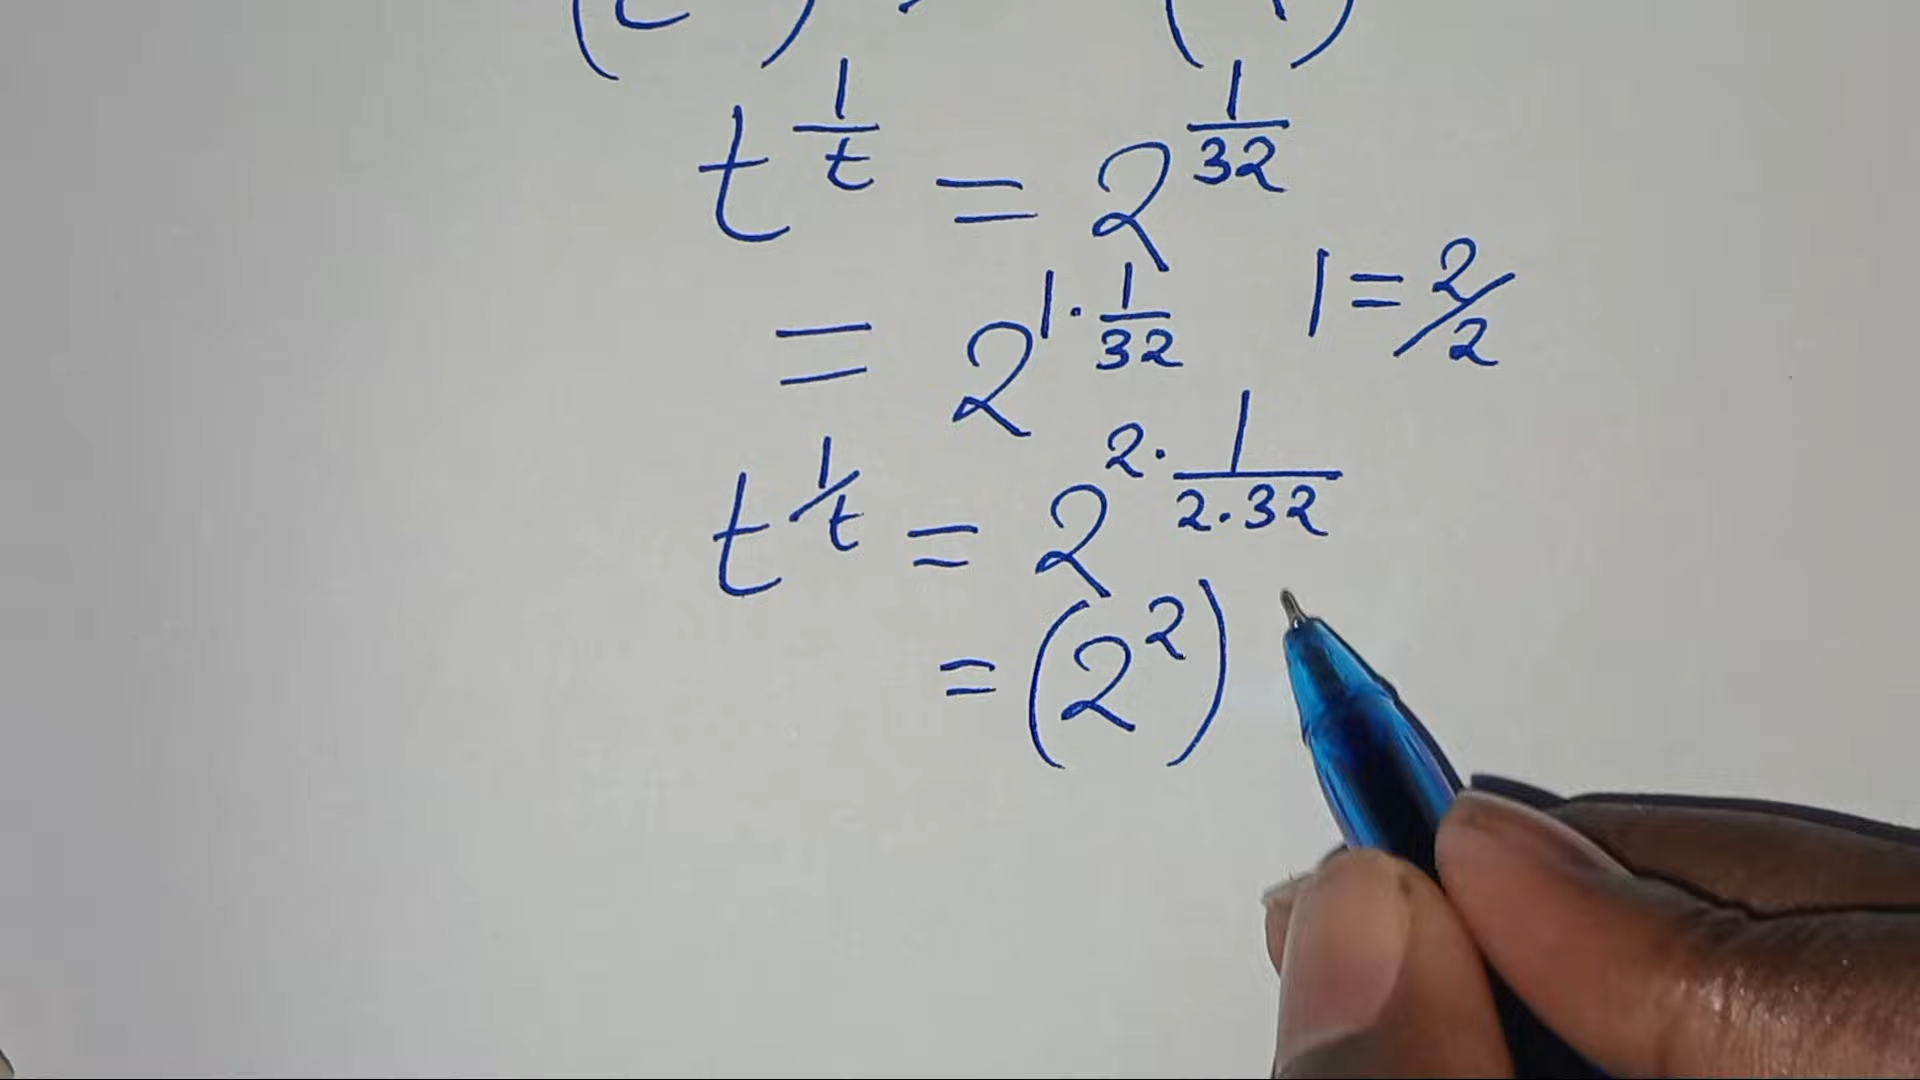 t^{1/t} = 2^{1/32}
= 2^{1·1/32} 1 = 2/2
t^{1/t} = 2^{2·1/(2·32)}
= (2^2)